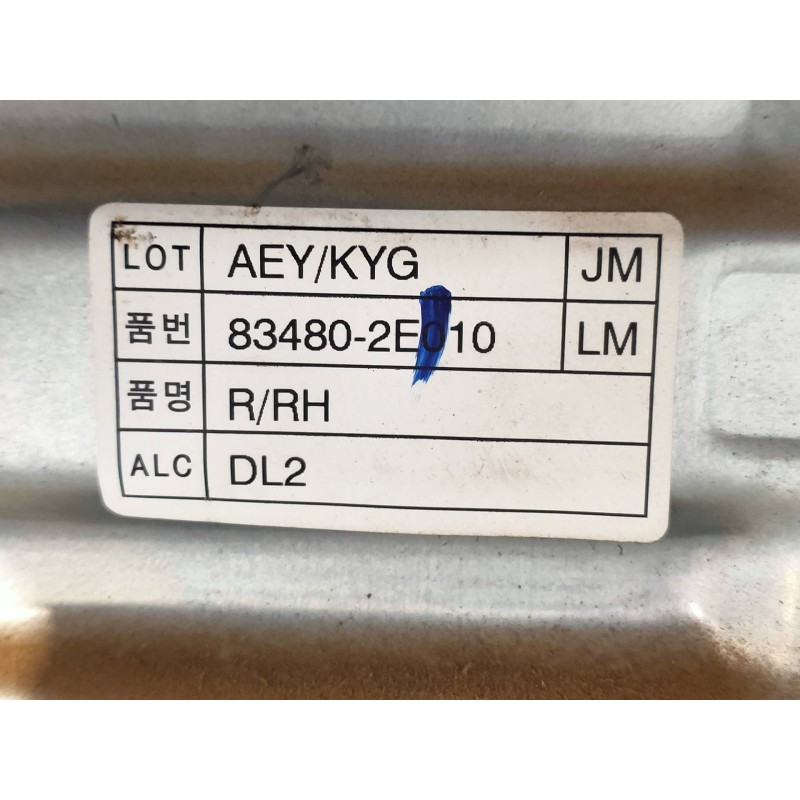 LOT AEY/KYG JM
품번 83480-2E010 LM
품명 R/RH
ALC DL2